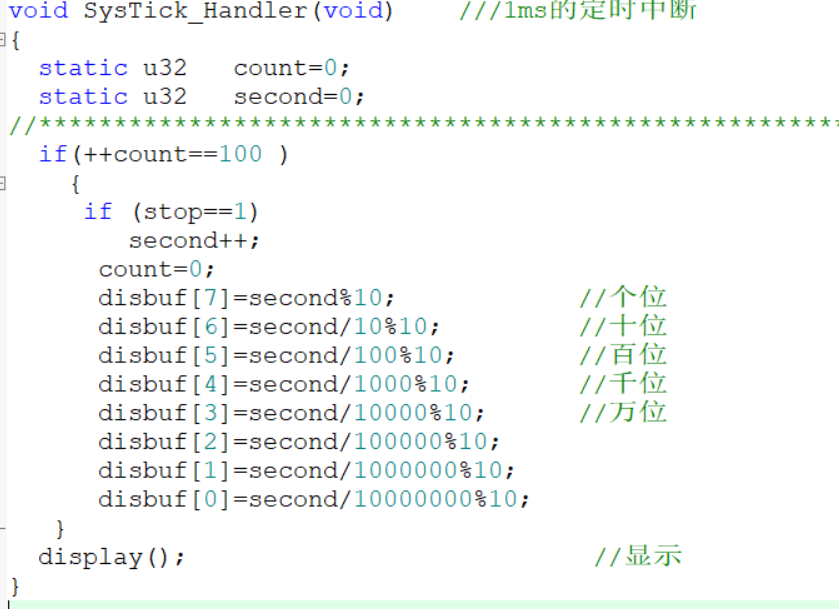 void SysTick_Handler(void) ///1ms的定时中断
{
static u32 count=0;
static u32 second=0;
//******************************************************
if(++count==100 )
{
if (stop==1)
second++;
count=0;
disbuf[7]=second%10; //个位
disbuf[6]=second/10%10; //十位
disbuf[5]=second/100%10; //百位
disbuf[4]=second/1000%10; //千位
disbuf[3]=second/10000%10; //万位
disbuf[2]=second/100000%10;
disbuf[1]=second/1000000%10;
disbuf[0]=second/10000000%10;
}
display(); //显示
}